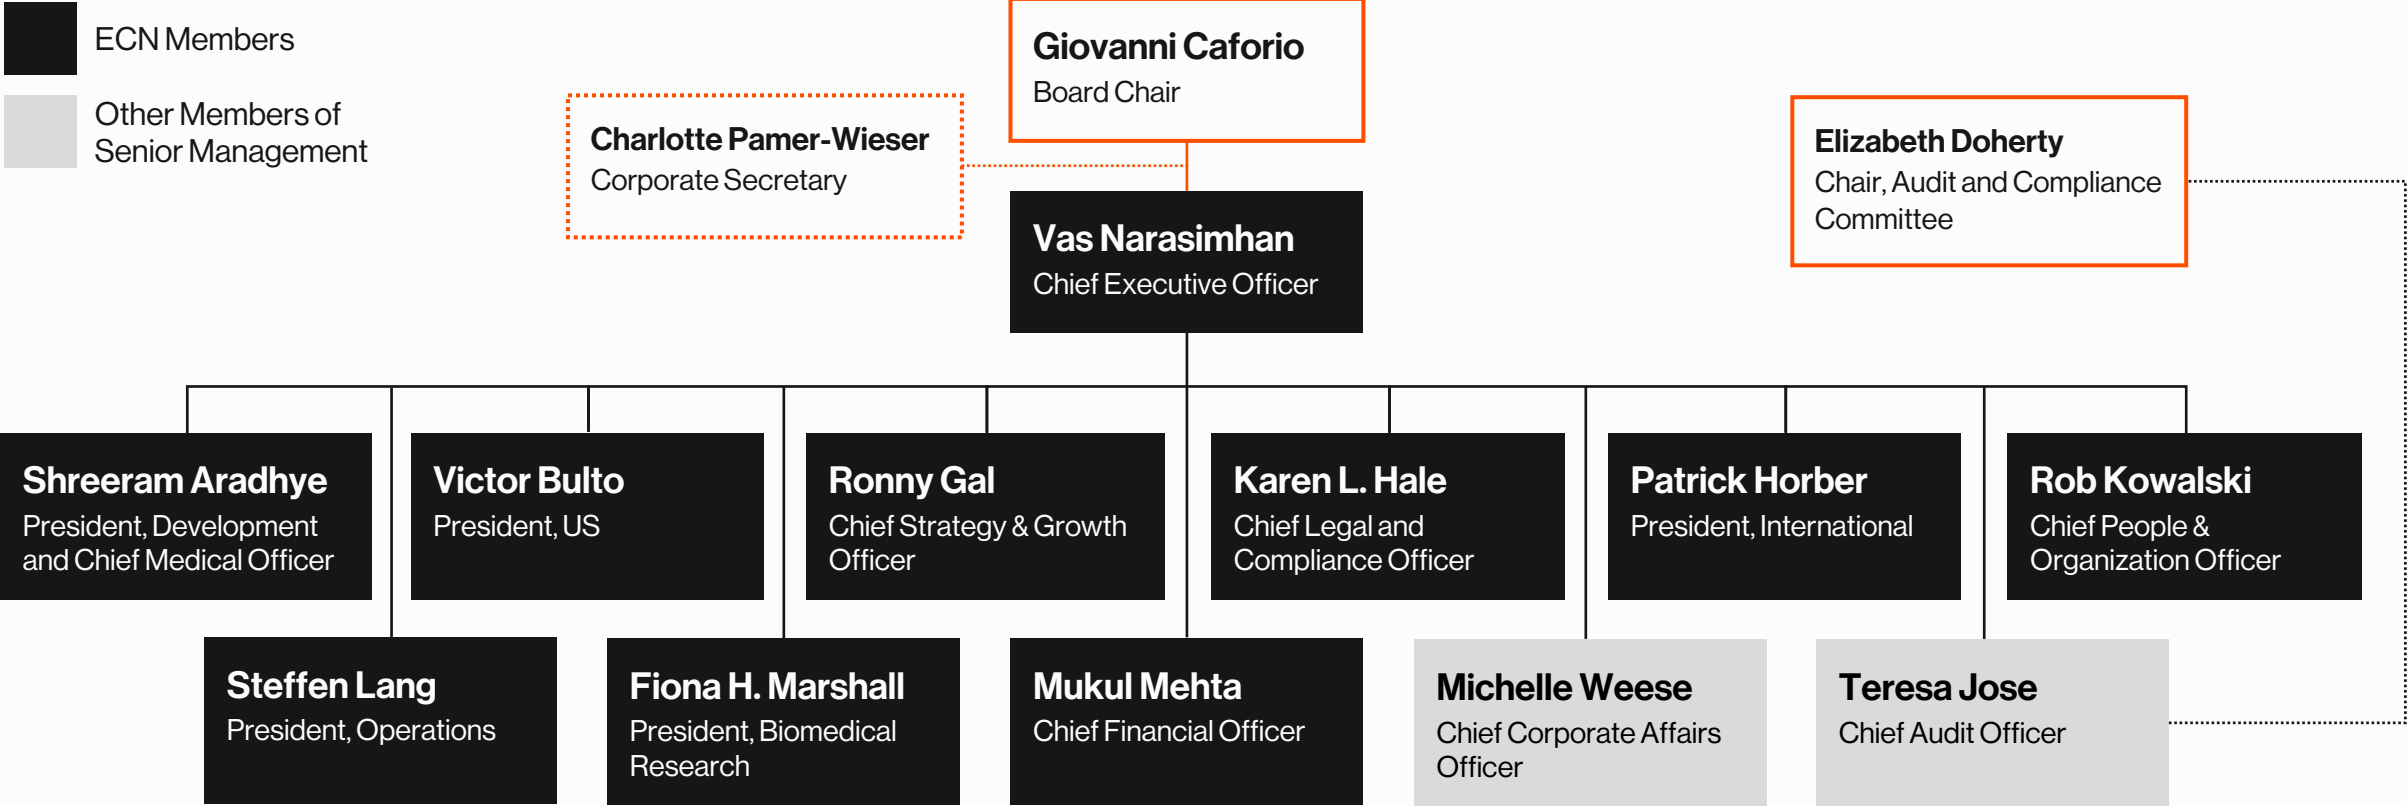 ECN Members
Other Members of
Senior Management
Giovanni Caforio
Board Chair
Charlotte Pamer-Wieser
Corporate Secretary
Elizabeth Doherty
Chair, Audit and Compliance
Committee
Vas Narasimhan
Chief Executive Officer
Shreeram Aradhye
President, Development
and Chief Medical Officer
Victor Bulto
President, US
Ronny Gal
Chief Strategy & Growth
Officer
Karen L. Hale
Chief Legal and
Compliance Officer
Patrick Horber
President, International
Rob Kowalski
Chief People &
Organization Officer
Steffen Lang
President, Operations
Fiona H. Marshall
President, Biomedical
Research
Mukul Mehta
Chief Financial Officer
Michelle Weese
Chief Corporate Affairs
Officer
Teresa Jose
Chief Audit Officer